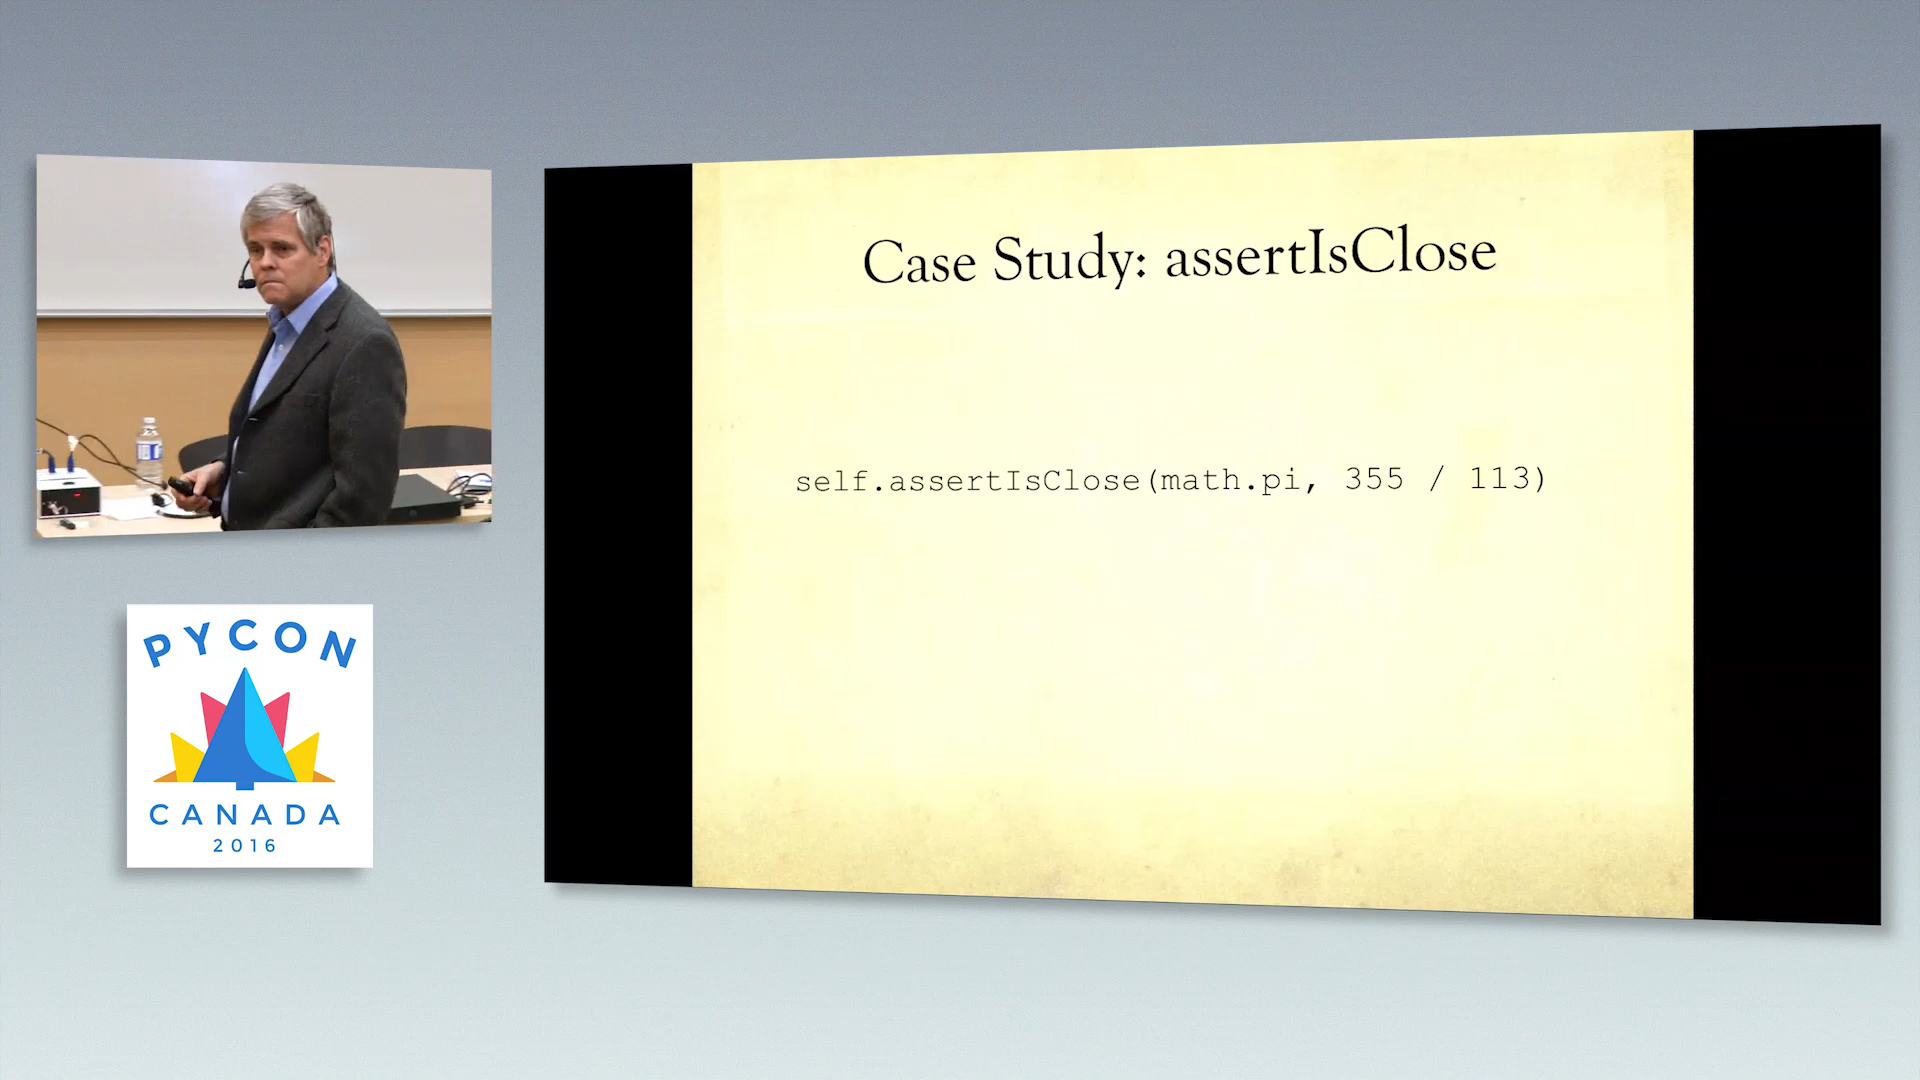 Case Study: assertIsClose
self.assertIsClose(math.pi, 355 / 113)
PYCON
CANADA
2016